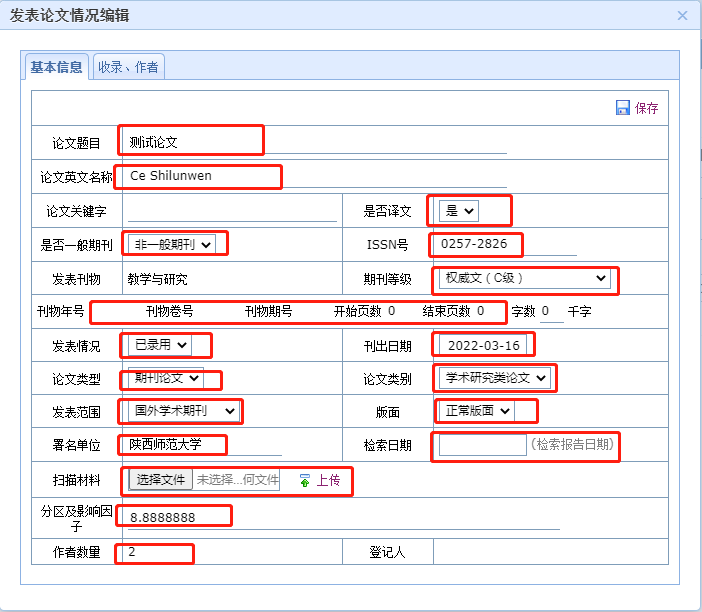 发表论文情况编辑
基本信息 收录、作者
保存
论文题目 测试论文
论文英文名称 Ce Shilunwen
论文关键字 是否译文 是
是否一般期刊 非一般期刊 ISSN号 0257-2826
发表刊物 教学与研究 期刊等级 权威文（C级）
刊物年号 刊物卷号 刊物期号 开始页数 0 结束页数 0 字数 0 千字
发表情况 已录用 刊出日期 2022-03-16
论文类型 期刊论文 论文类别 学术研究类论文
发表范围 国外学术期刊 版面 正常版面
署名单位 陕西师范大学 检索日期 (检索报告日期)
扫描材料 选择文件 未选择...何文件 上传
分区及影响因
子 8.8888888
作者数量 2 登记人